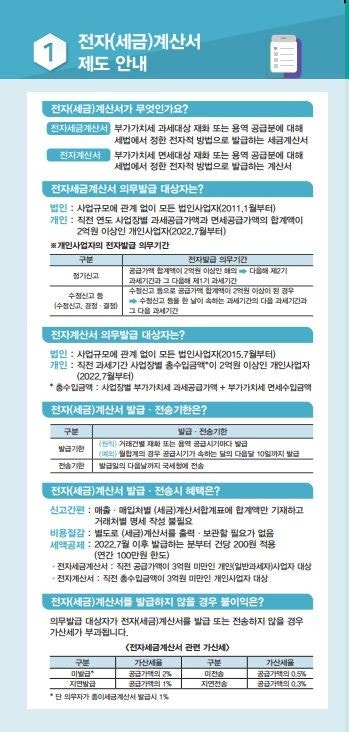 1
전자(세금)계산서
제도 안내
전자(세금)계산서가 무엇인가요?
전자세금계산서 부가가치세 과세대상 재화 또는 용역 공급분에 대해
세법에서 정한 전자적 방법으로 발급하는 세금계산서
전자계산서 부가가치세 면세대상 재화 또는 용역 공급분에 대해
세법에서 정한 전자적 방법으로 발급하는 계산서
전자세금계산서 의무발급 대상자는?
법인 : 사업규모에 관계 없이 모든 법인사업자(2011.1월부터)
개인 : 직전 연도 사업장별 과세공급가액과 면세공급가액의 합계액이
2억원 이상인 개인사업자(2022.7월부터)
※개인사업자의 전자발급 의무기간
구분 전자발급 의무기간
정기신고 공급가액 합계액이 2억원 이상인 해의 ➡ 다음해 제2기
과세기간과 그 다음해 제1기 과세기간
수정신고 등
(수정신고, 경정·결정)
수정신고 등으로 공급가액 합계액이 2억원 이상이 된 경우
➡ 수정신고 등을 한 날이 속하는 과세기간의 다음 과세기간과
그 다음 과세기간
전자계산서 의무발급 대상자는?
법인 : 사업규모에 관계 없이 모든 법인사업자(2015.7월부터)
개인 : 직전 과세기간 사업장별 총수입금액*이 2억원 이상인 개인사업자
(2022.7월부터)
* 총수입금액 : 사업장별 부가가치세 과세공급가액 + 부가가치세 면세수입금액
전자(세금)계산서 발급·전송기한은?
구분 발급·전송기한
발급기한 (원칙) 거래건별 재화 또는 용역 공급시기마다 발급
(예외) 월합계의 경우 공급시기가 속하는 달의 다음달 10일까지 발급
전송기한 발급일의 다음날까지 국세청에 전송
전자(세금)계산서 발급·전송시 혜택은?
신고간편 : 매출·매입처별 (세금)계산서합계표에 합계액만 기재하고
거래처별 명세 작성 불필요
비용절감 : 별도로 (세금)계산서를 출력·보관할 필요가 없음
세액공제 : 2022.7월 이후 발급하는 분부터 건당 200원 적용
(연간 100만원 한도)
·전자세금계산서 : 직전 공급가액이 3억원 미만인 개인(일반과세자)사업자 대상
·전자계산서 : 직전 총수입금액이 3억원 미만인 개인사업자 대상
전자(세금)계산서를 발급하지 않을 경우 불이익은?
의무발급 대상자가 전자(세금)계산서를 발급 또는 전송하지 않을 경우
가산세가 부과됩니다.
〈전자세금계산서 관련 가산세〉
구분 가산세율 구분 가산세율
미발급* 공급가액의 2% 미전송 공급가액의 0.5%
지연발급 공급가액의 1% 지연전송 공급가액의 0.3%
* 단 의무자가 종이세금계산서 발급시 1%